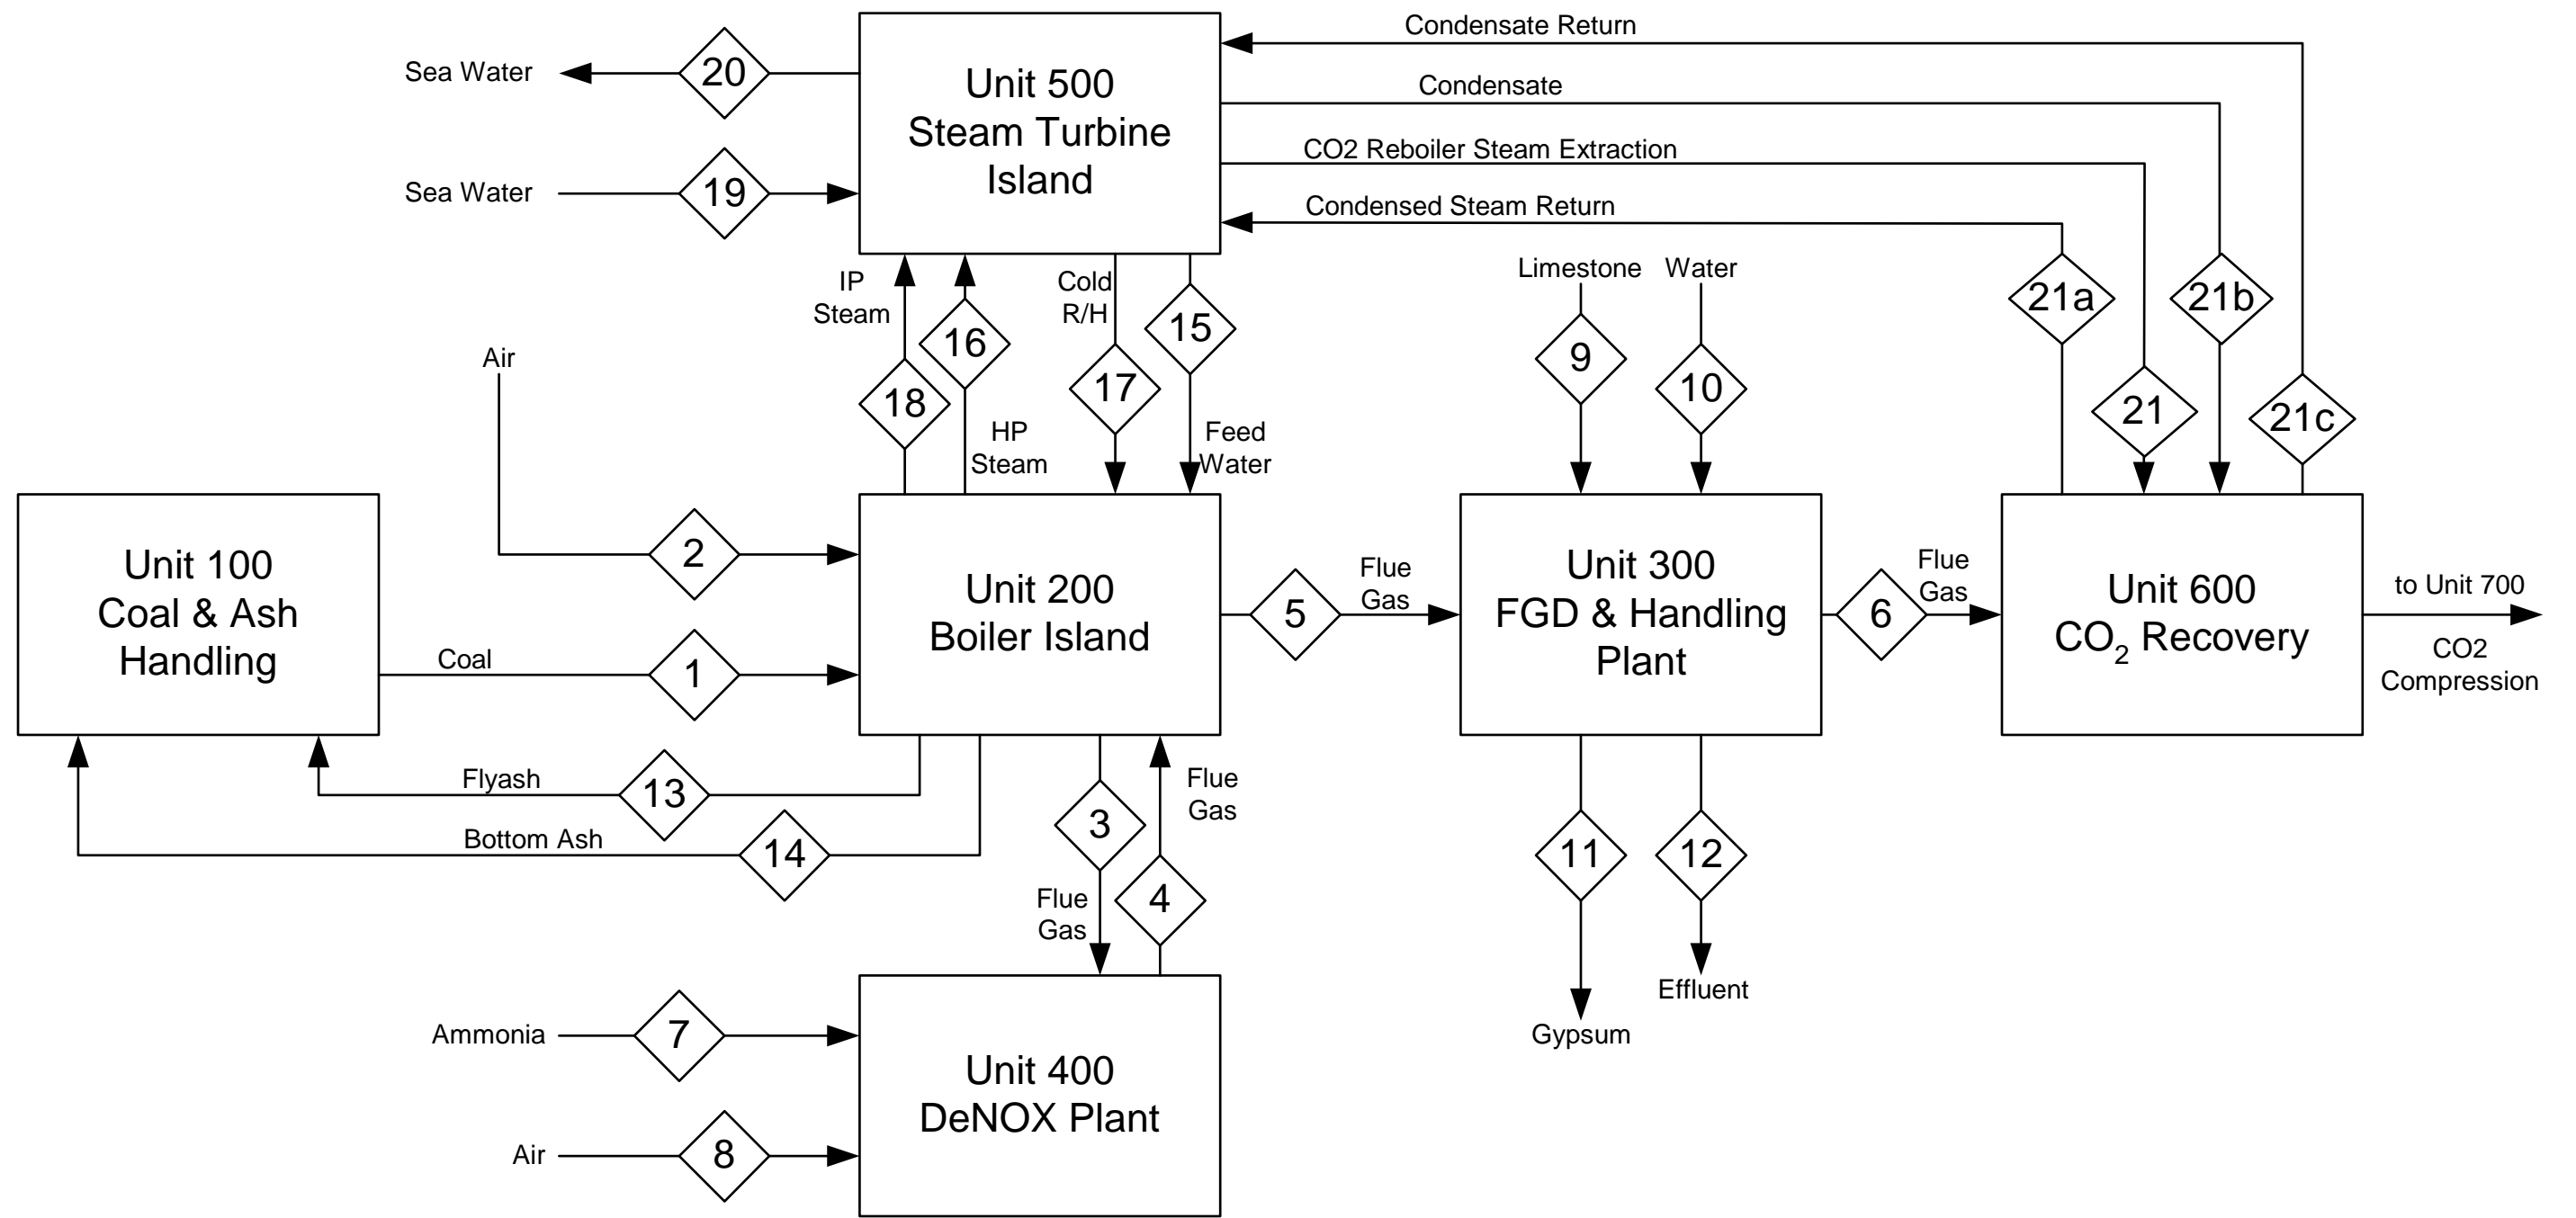 Condensate Return
Sea Water
20
Unit 500
Steam Turbine
Island
Condensate
CO2 Reboiler Steam Extraction
Sea Water
19
Condensed Steam Return
IP
Steam
Cold
R/H
Limestone
Water
18
16
17
15
9
10
21a
21
21b
21c
Air
HP
Steam
Feed
Water
2
Unit 100
Coal & Ash
Handling
Coal
1
Unit 200
Boiler Island
5
Flue
Gas
Unit 300
FGD & Handling
Plant
6
Flue
Gas
Unit 600
CO2 Recovery
to Unit 700
CO2
Compression
Flyash
13
Bottom Ash
14
3
Flue
Gas
Flue
Gas
4
11
12
Effluent
Gypsum
Ammonia
7
Unit 400
DeNOX Plant
Air
8